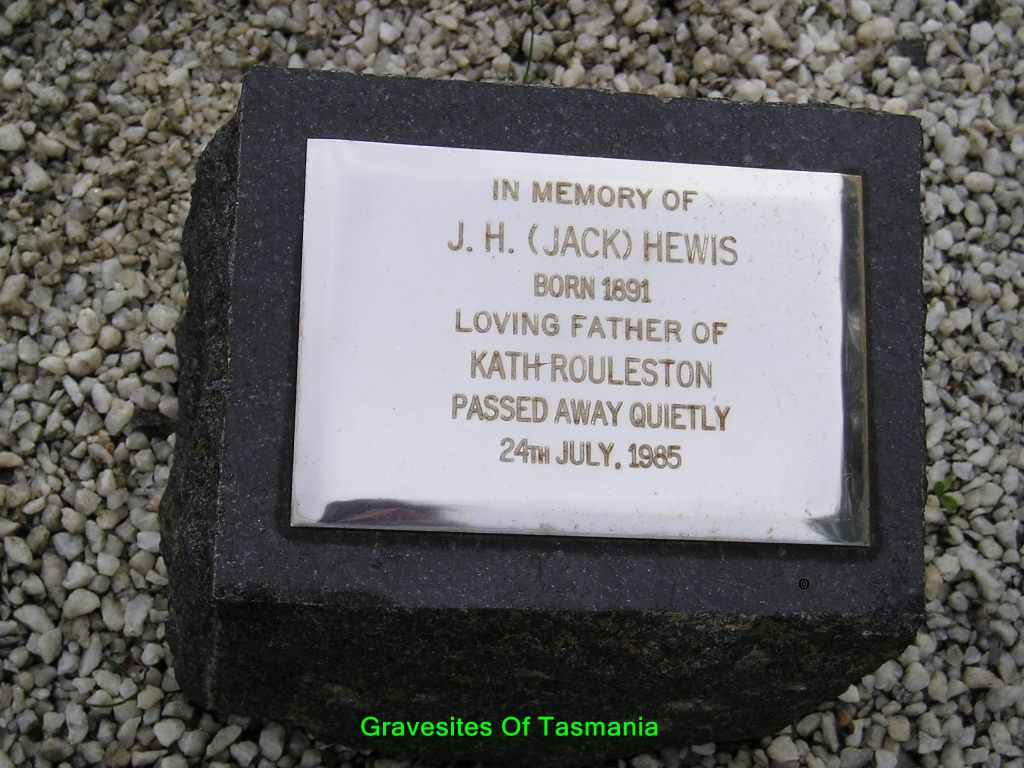 IN MEMORY OF
J. H. (JACK) HEWIS
BORN 1891
LOVING FATHER OF
KATH ROULESTON
PASSED AWAY QUIETLY
24TH JULY, 1985
©
Gravesites Of Tasmania